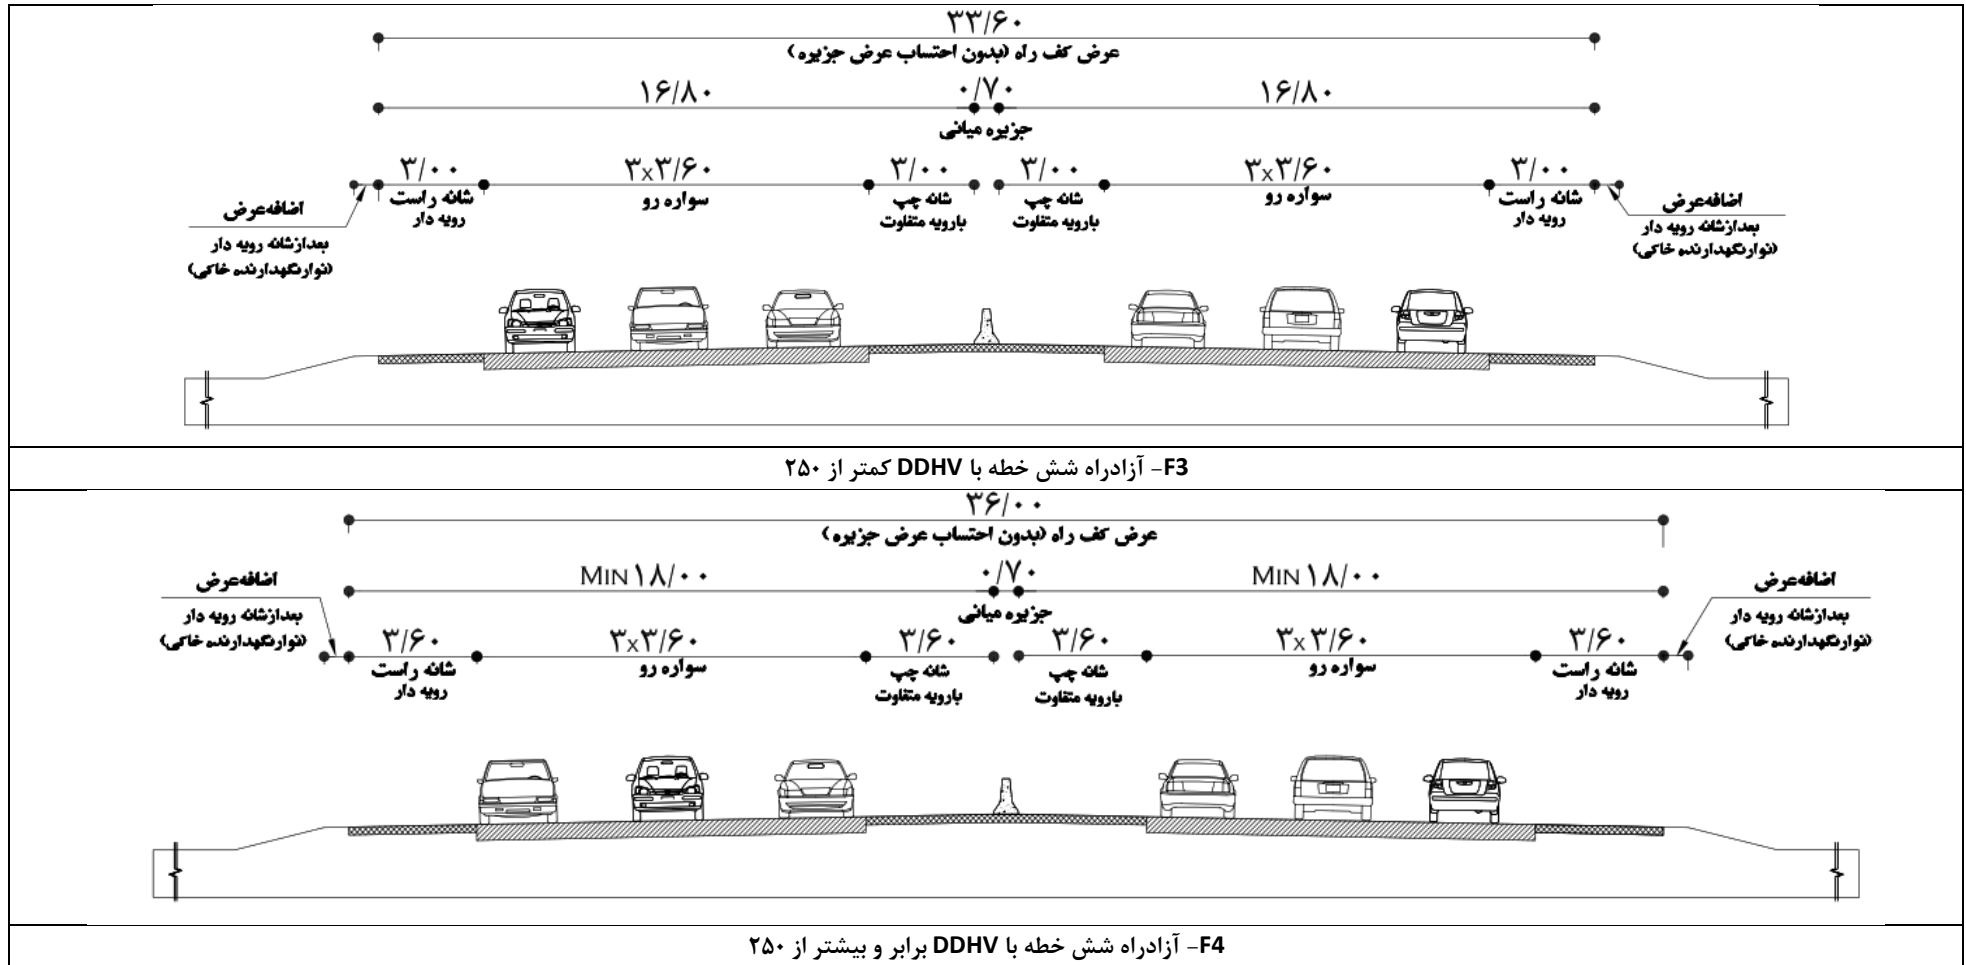 ۳۳/۶۰
عرض کف راه (بدون احتساب عرض جزیره)
۱۶/۸۰
۰/۷۰
۱۶/۸۰
جزیره میانی
۳/۰۰
۳x۳/۶۰
۳/۰۰
۳/۰۰
۳x۳/۶۰
۳/۰۰
اضافه‌عرض
بعدازشانه رویه دار
(نوارنگهدارنده خاکی)
شانه راست
رویه دار
سواره رو
شانه چپ
بارویه متفاوت
شانه چپ
بارویه متفاوت
سواره رو
شانه راست
رویه دار
اضافه‌عرض
بعدازشانه رویه دار
(نوارنگهدارنده خاکی)
F3- آزادراه شش خطه با DDHV کمتر از ۲۵۰
۳۶/۰۰
عرض کف راه (بدون احتساب عرض جزیره)
MIN ۱۸/۰۰
۰/۷۰
MIN ۱۸/۰۰
جزیره میانی
اضافه‌عرض
بعدازشانه رویه دار
(نوارنگهدارنده خاکی)
۳/۶۰
۳x۳/۶۰
۳/۶۰
۳/۶۰
۳x۳/۶۰
۳/۶۰
شانه راست
رویه دار
سواره رو
شانه چپ
بارویه متفاوت
شانه چپ
بارویه متفاوت
سواره رو
شانه راست
رویه دار
اضافه‌عرض
بعدازشانه رویه دار
(نوارنگهدارنده خاکی)
F4- آزادراه شش خطه با DDHV برابر و بیشتر از ۲۵۰